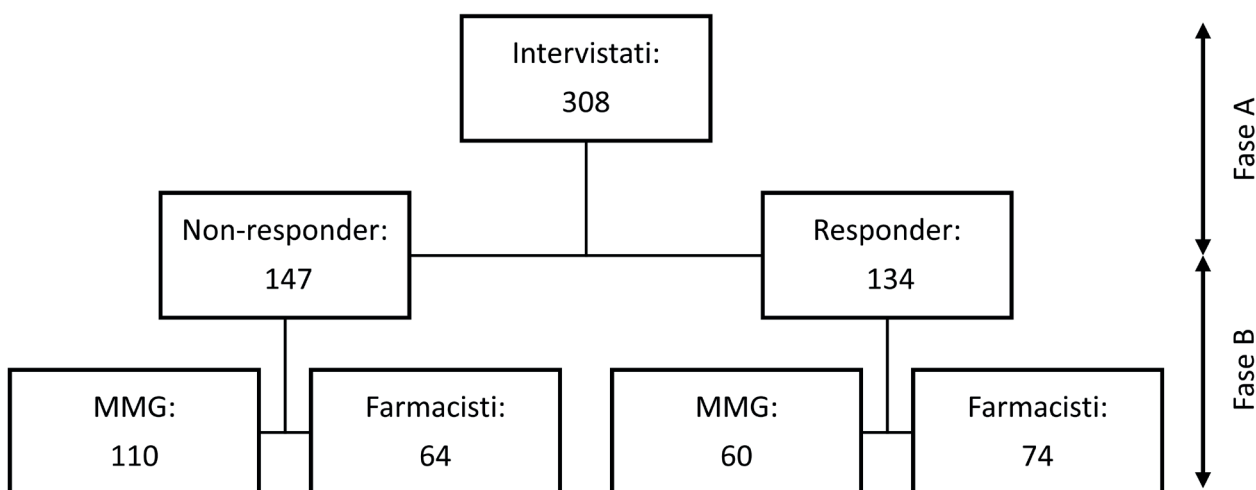 Intervistati:
308
Fase A
Non-responder:
147
Responder:
134
Fase B
MMG:
110
Farmacisti:
64
MMG:
60
Farmacisti:
74